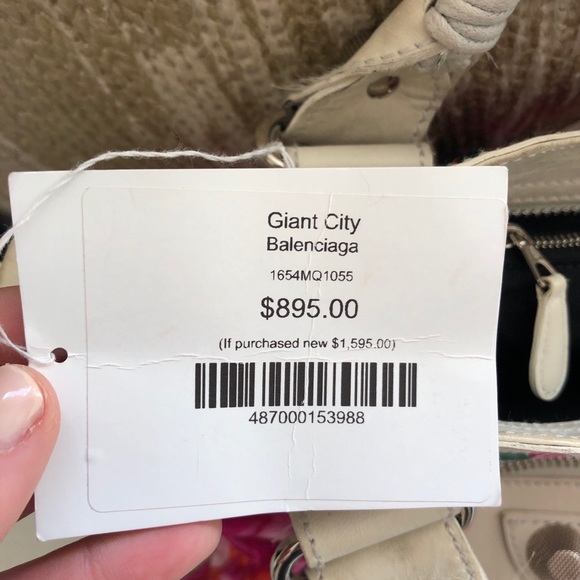 Giant City
Balenciaga
1654MQ1055
$895.00
(If purchased new $1,595.00)
487000153988